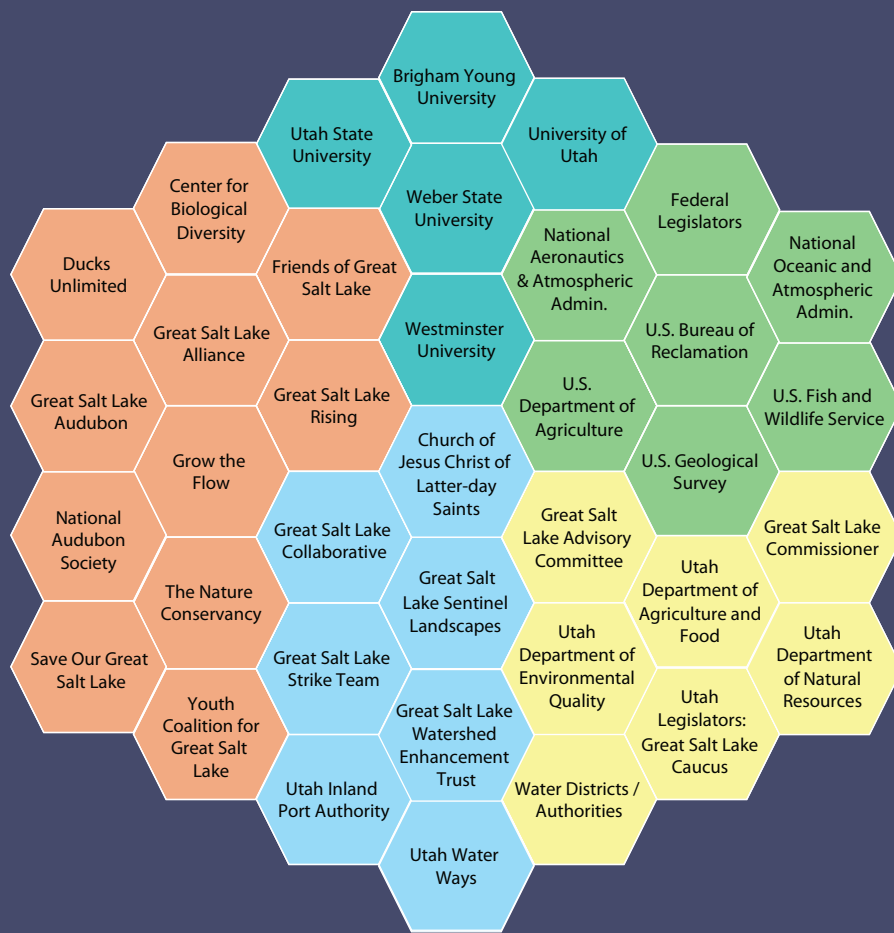 Brigham Young
University
Utah State
University
University of
Utah
Center for
Biological
Diversity
Weber State
University
Federal
Legislators
Ducks
Unlimited
Friends of Great
Salt Lake
National
Aeronautics
& Atmospheric
Admin.
National
Oceanic and
Atmospheric
Admin.
Great Salt Lake
Alliance
Westminster
University
U.S. Bureau of
Reclamation
Great Salt Lake
Audubon
Great Salt Lake
Rising
U.S.
Department of
Agriculture
U.S. Fish and
Wildlife Service
Grow the
Flow
Church of
Jesus Christ of
Latter-day
Saints
U.S. Geological
Survey
National
Audubon
Society
Great Salt Lake
Collaborative
Great Salt
Lake Advisory
Committee
Great Salt Lake
Commissioner
The Nature
Conservancy
Great Salt
Lake Sentinel
Landscapes
Utah
Department of
Agriculture and
Food
Save Our Great
Salt Lake
Great Salt Lake
Strike Team
Utah
Department of
Environmental
Quality
Utah
Department
of Natural
Resources
Youth
Coalition for
Great Salt
Lake
Great Salt Lake
Watershed
Enhancement
Trust
Utah
Legislators:
Great Salt Lake
Caucus
Utah Inland
Port Authority
Water Districts /
Authorities
Utah Water
Ways